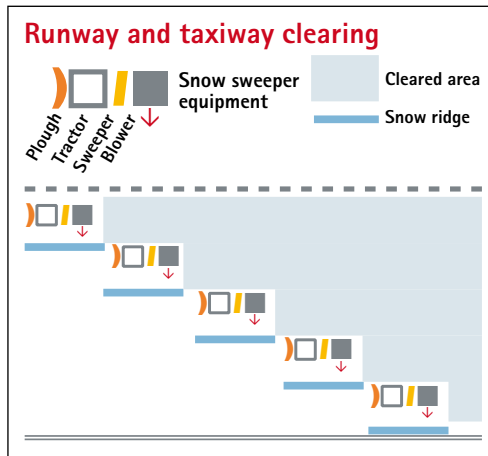 Runway and taxiway clearing
Plough
Tractor
Sweeper
Blower
Snow sweeper
equipment
Cleared area
Snow ridge